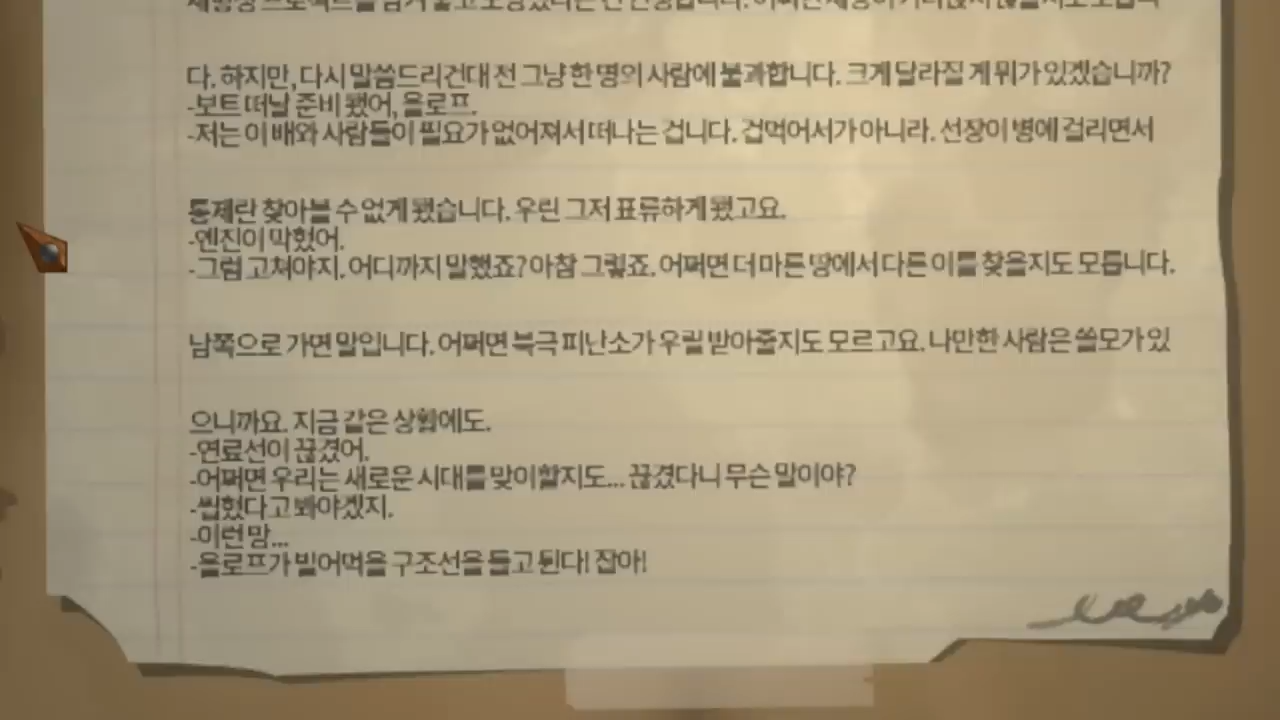 다. 하지만, 다시 말씀드리건대 전 그냥 한 명의 사람에 불과합니다. 크게 달라질 게 뭐가 있겠습니까?
-보트 떠날 준비 됐어, 욜로프.
-저는 이 배와 사람들이 필요가 없어져서 떠나는 겁니다. 겁먹어서가 아니라. 선장이 병에 걸리면서
통제란 찾아볼 수 없게 됐습니다. 우린 그저 표류하게 됐고요.
-엔진이 막혔어.
-그럼 고쳐야지. 어디까지 말했죠? 아참 그렇죠. 어쩌면 더 마른 땅에서 다른 이를 찾을지도 모릅니다.
남쪽으로 가면 말입니다. 어쩌면 북극 피난소가 우릴 받아줄지도 모르고요. 나만한 사람은 쓸모가 있
으니까요. 지금 같은 상황에도.
-연료선이 끊겼어.
-어쩌면 우리는 새로운 시대를 맞이할지도... 끊겼다니 무슨 말이야?
-씹혔다고 봐야겠지.
-이런 망...
-욜로프가 빌어먹을 구조선을 들고 튄다! 잡아!